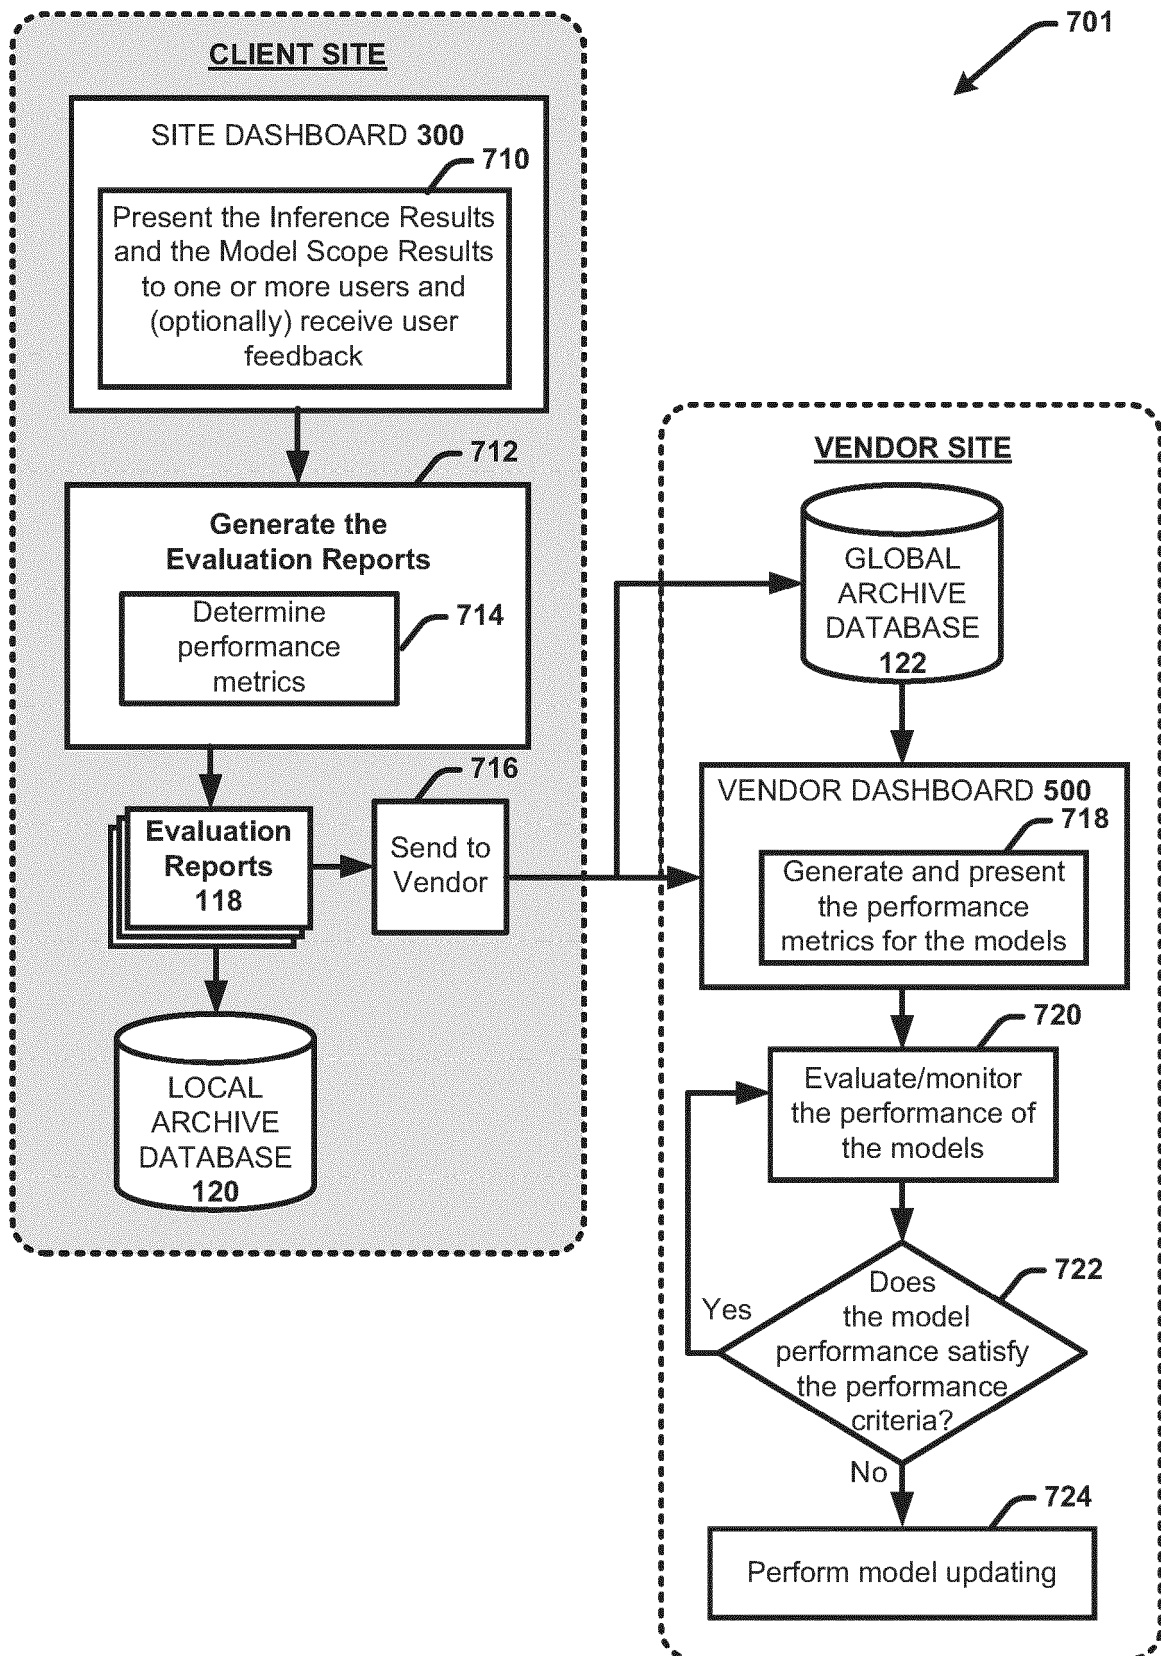 701
CLIENT SITE
SITE DASHBOARD 300
710
Present the Inference Results
and the Model Scope Results
to one or more users and
(optionally) receive user
feedback
712
Generate the
Evaluation Reports
Determine
performance
metrics
714
716
Evaluation
Reports
118
Send to
Vendor
LOCAL
ARCHIVE
DATABASE
120
VENDOR SITE
GLOBAL
ARCHIVE
DATABASE
122
VENDOR DASHBOARD 500
718
Generate and present
the performance
metrics for the models
720
Evaluate/monitor
the performance of
the models
722
Does
the model
performance satisfy
the performance
criteria?
Yes
No
724
Perform model updating